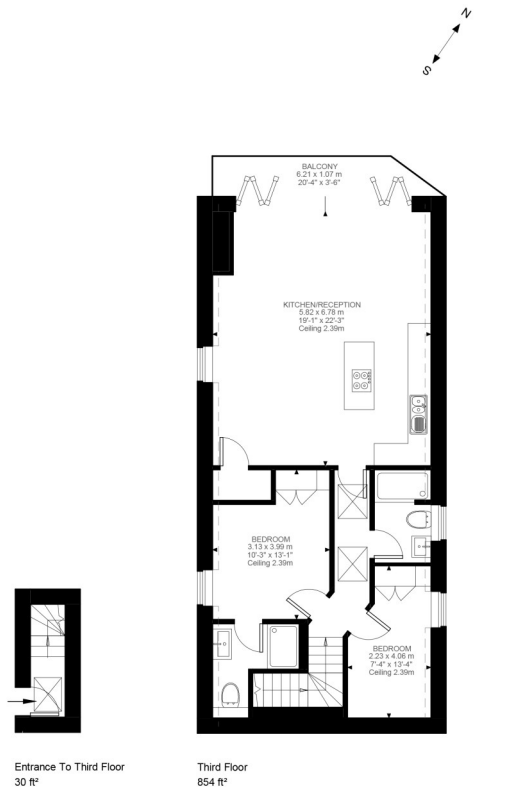 N
S
BALCONY
6.21 x 1.07 m
20'-4" x 3'-6"
KITCHEN/RECEPTION
5.82 x 6.78 m
19'-1" x 22'-3"
Ceiling 2.39m
BEDROOM
3.13 x 3.99 m
10'-3" x 13'-1"
Ceiling 2.39m
BEDROOM
2.23 x 4.06 m
7'-4" x 13'-4"
Ceiling 2.39m
Entrance To Third Floor
30 ft²
Third Floor
854 ft²